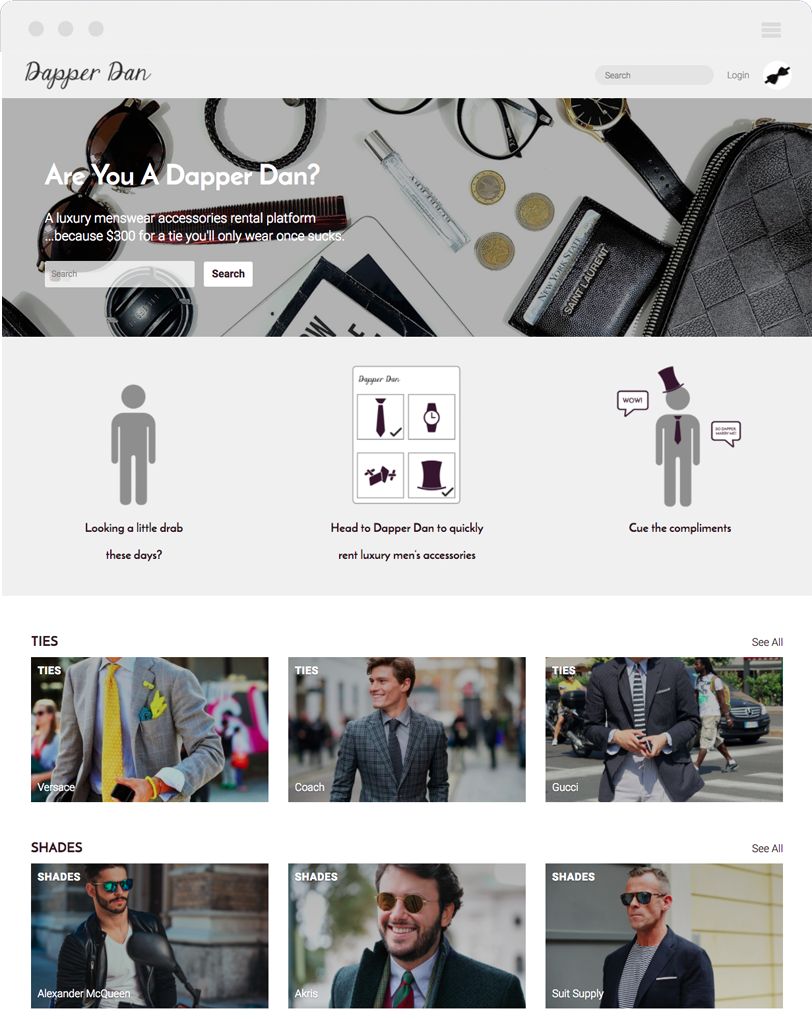 Dapper Dan
Search
Login
Are You A Dapper Dan?
A luxury menswear accessories rental platform
...because $300 for a tie you'll only wear once sucks.
Search
Search
NEW YORK STATE
SAINT LAURENT
Dapper Dan
WOW!
SO DAPPER
MARRY ME!
Looking a little drab
these days?
Head to Dapper Dan to quickly
rent luxury men's accessories
Cue the compliments
TIES
See All
TIES
Versace
TIES
Coach
TIES
Gucci
SHADES
See All
SHADES
Alexander McQueen
SHADES
Akris
SHADES
Suit Supply